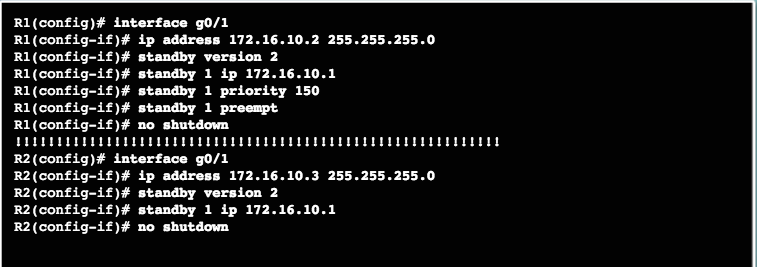 R1(config)# interface g0/1
R1(config-if)# ip address 172.16.10.2 255.255.255.0
R1(config-if)# standby version 2
R1(config-if)# standby 1 ip 172.16.10.1
R1(config-if)# standby 1 priority 150
R1(config-if)# standby 1 preempt
R1(config-if)# no shutdown
!!!!!!!!!!!!!!!!!!!!!!!!!!!!!!!!!!!!!!!!!!!!!!!!!!!!!!!!!!!!
R2(config)# interface g0/1
R2(config-if)# ip address 172.16.10.3 255.255.255.0
R2(config-if)# standby version 2
R2(config-if)# standby 1 ip 172.16.10.1
R2(config-if)# no shutdown